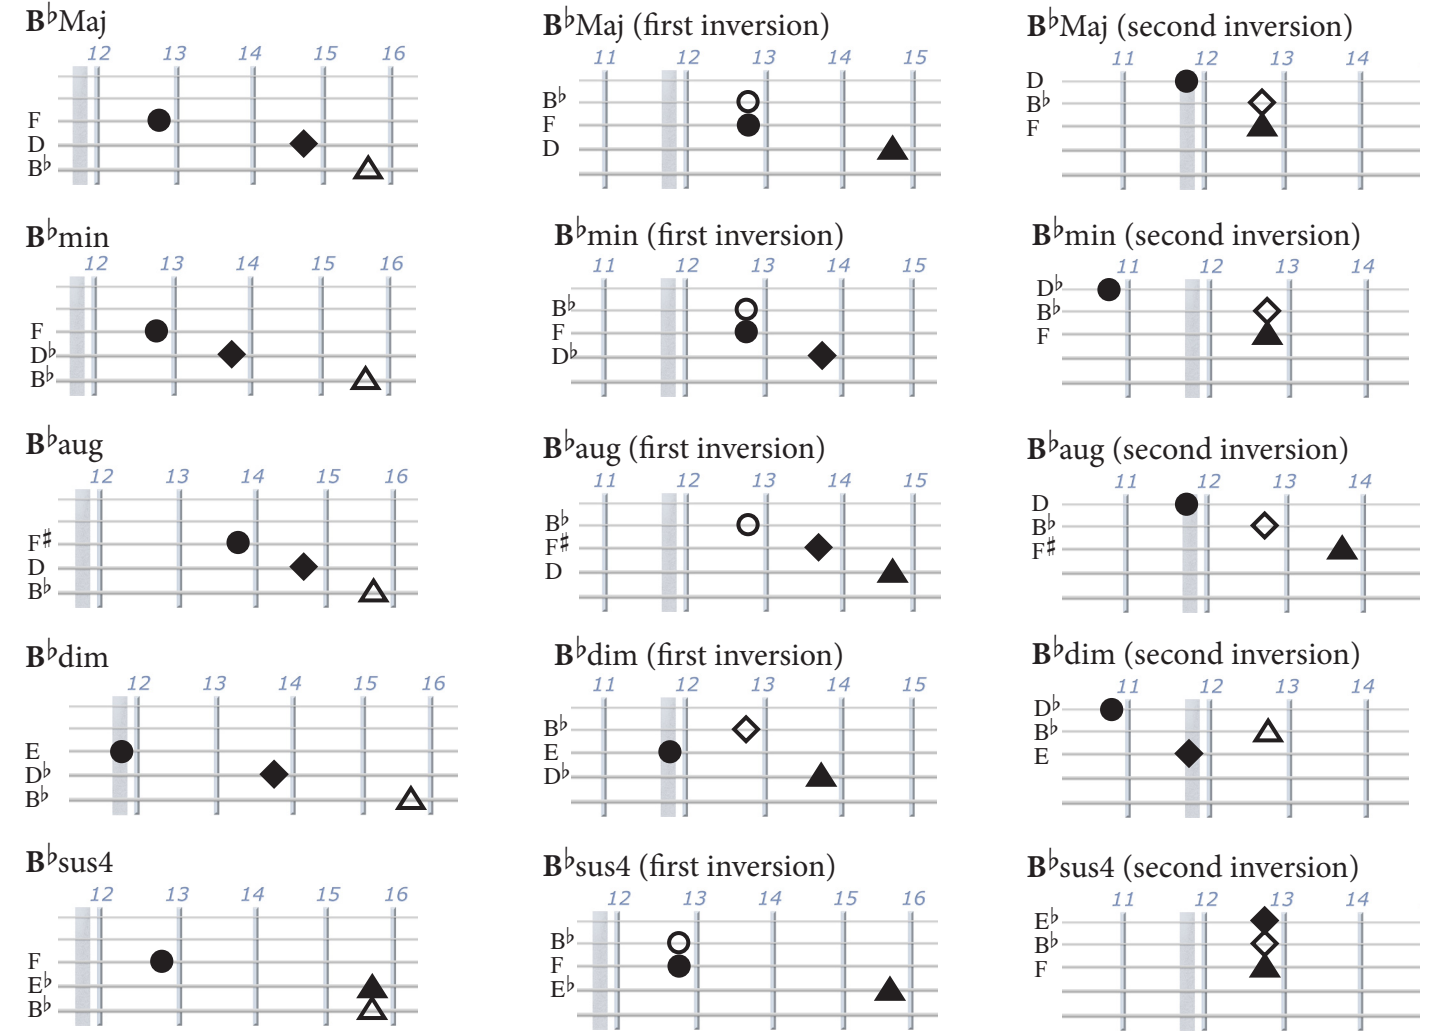 B♭Maj
12 13 14 15 16
F
D
B♭
B♭Maj (first inversion)
11 12 13 14 15
B♭
F
D
B♭Maj (second inversion)
11 12 13 14
D
B♭
F
B♭min
12 13 14 15 16
F
D♭
B♭
B♭min (first inversion)
11 12 13 14 15
B♭
F
D♭
B♭min (second inversion)
11 12 13 14
D♭
B♭
F
B♭aug
12 13 14 15 16
F♯
D
B♭
B♭aug (first inversion)
11 12 13 14 15
B♭
F♯
D
B♭aug (second inversion)
11 12 13 14
D
B♭
F♯
B♭dim
12 13 14 15 16
E
D♭
B♭
B♭dim (first inversion)
11 12 13 14 15
B♭
E
D♭
B♭dim (second inversion)
11 12 13 14
D♭
B♭
E
B♭sus4
12 13 14 15 16
F
E♭
B♭
B♭sus4 (first inversion)
12 13 14 15 16
B♭
F
E♭
B♭sus4 (second inversion)
11 12 13 14
E♭
B♭
F